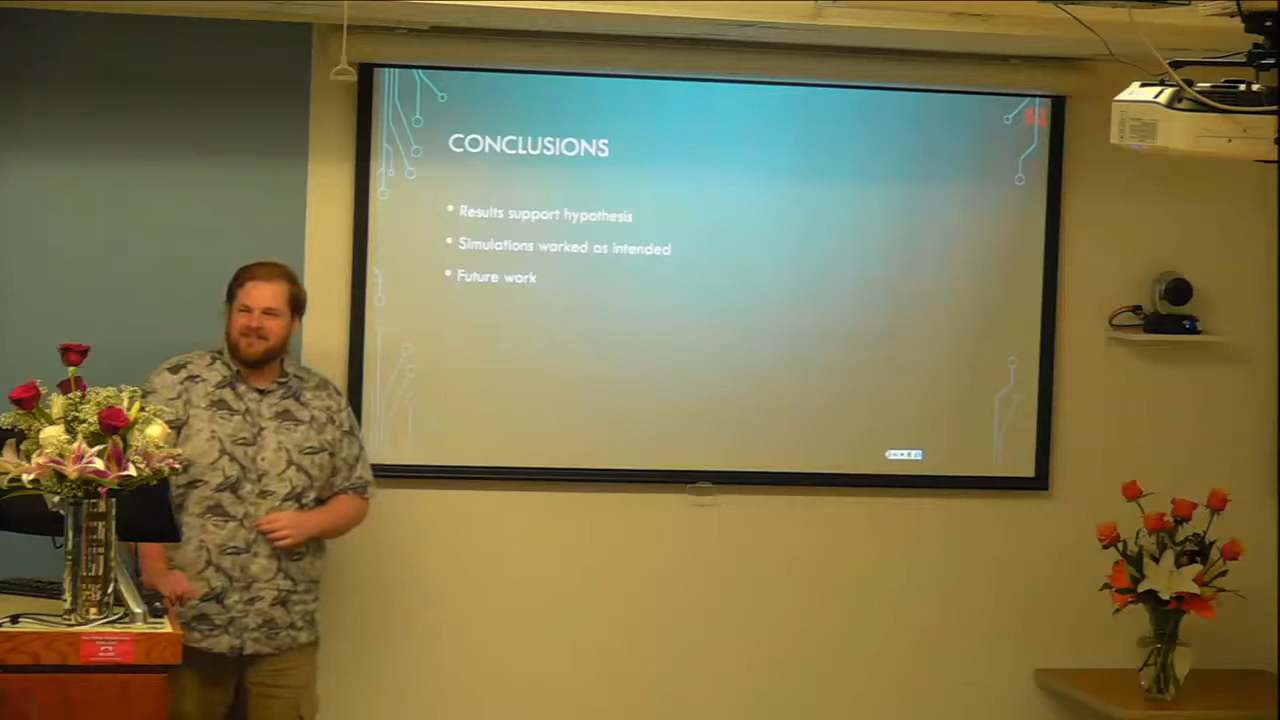 CONCLUSIONS
• Results support hypothesis
• Simulations worked as intended
• Future work